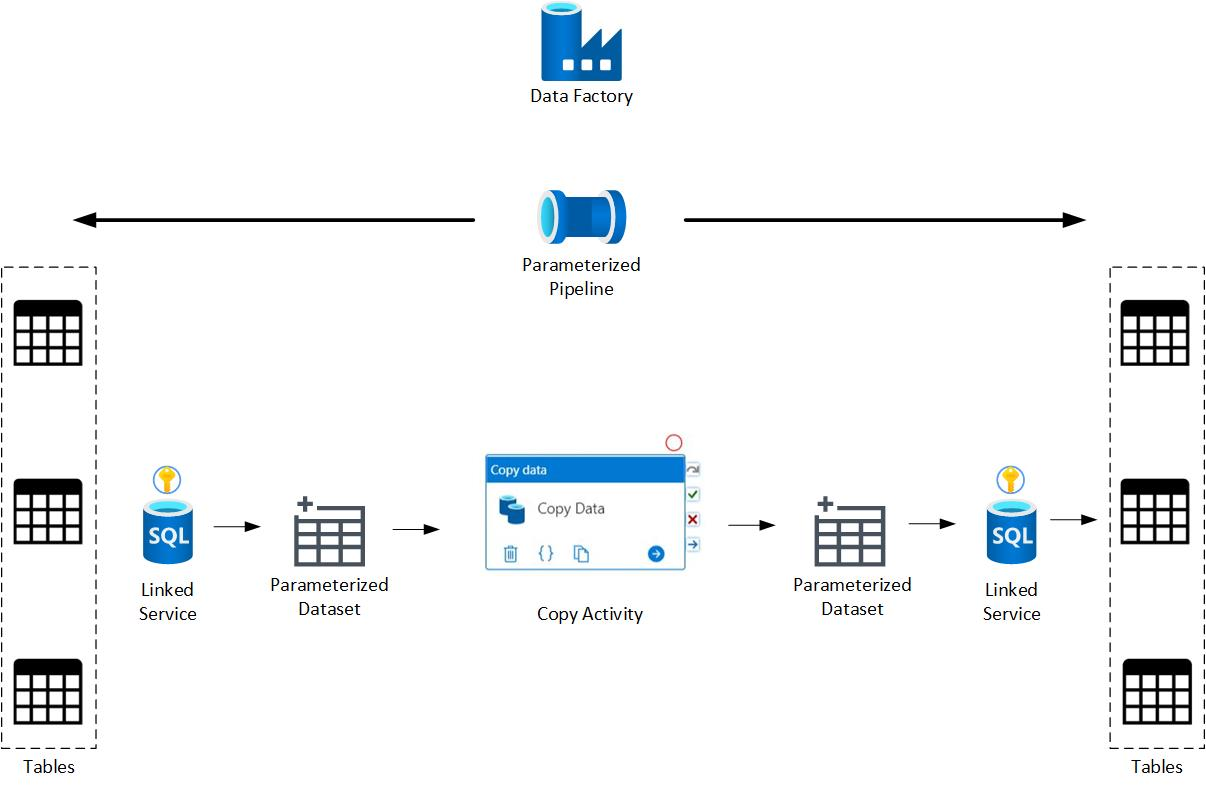 Data Factory
Parameterized
Pipeline
Copy data
Copy Data
SQL
SQL
Linked
Service
Parameterized
Dataset
Copy Activity
Parameterized
Dataset
Linked
Service
Tables
Tables